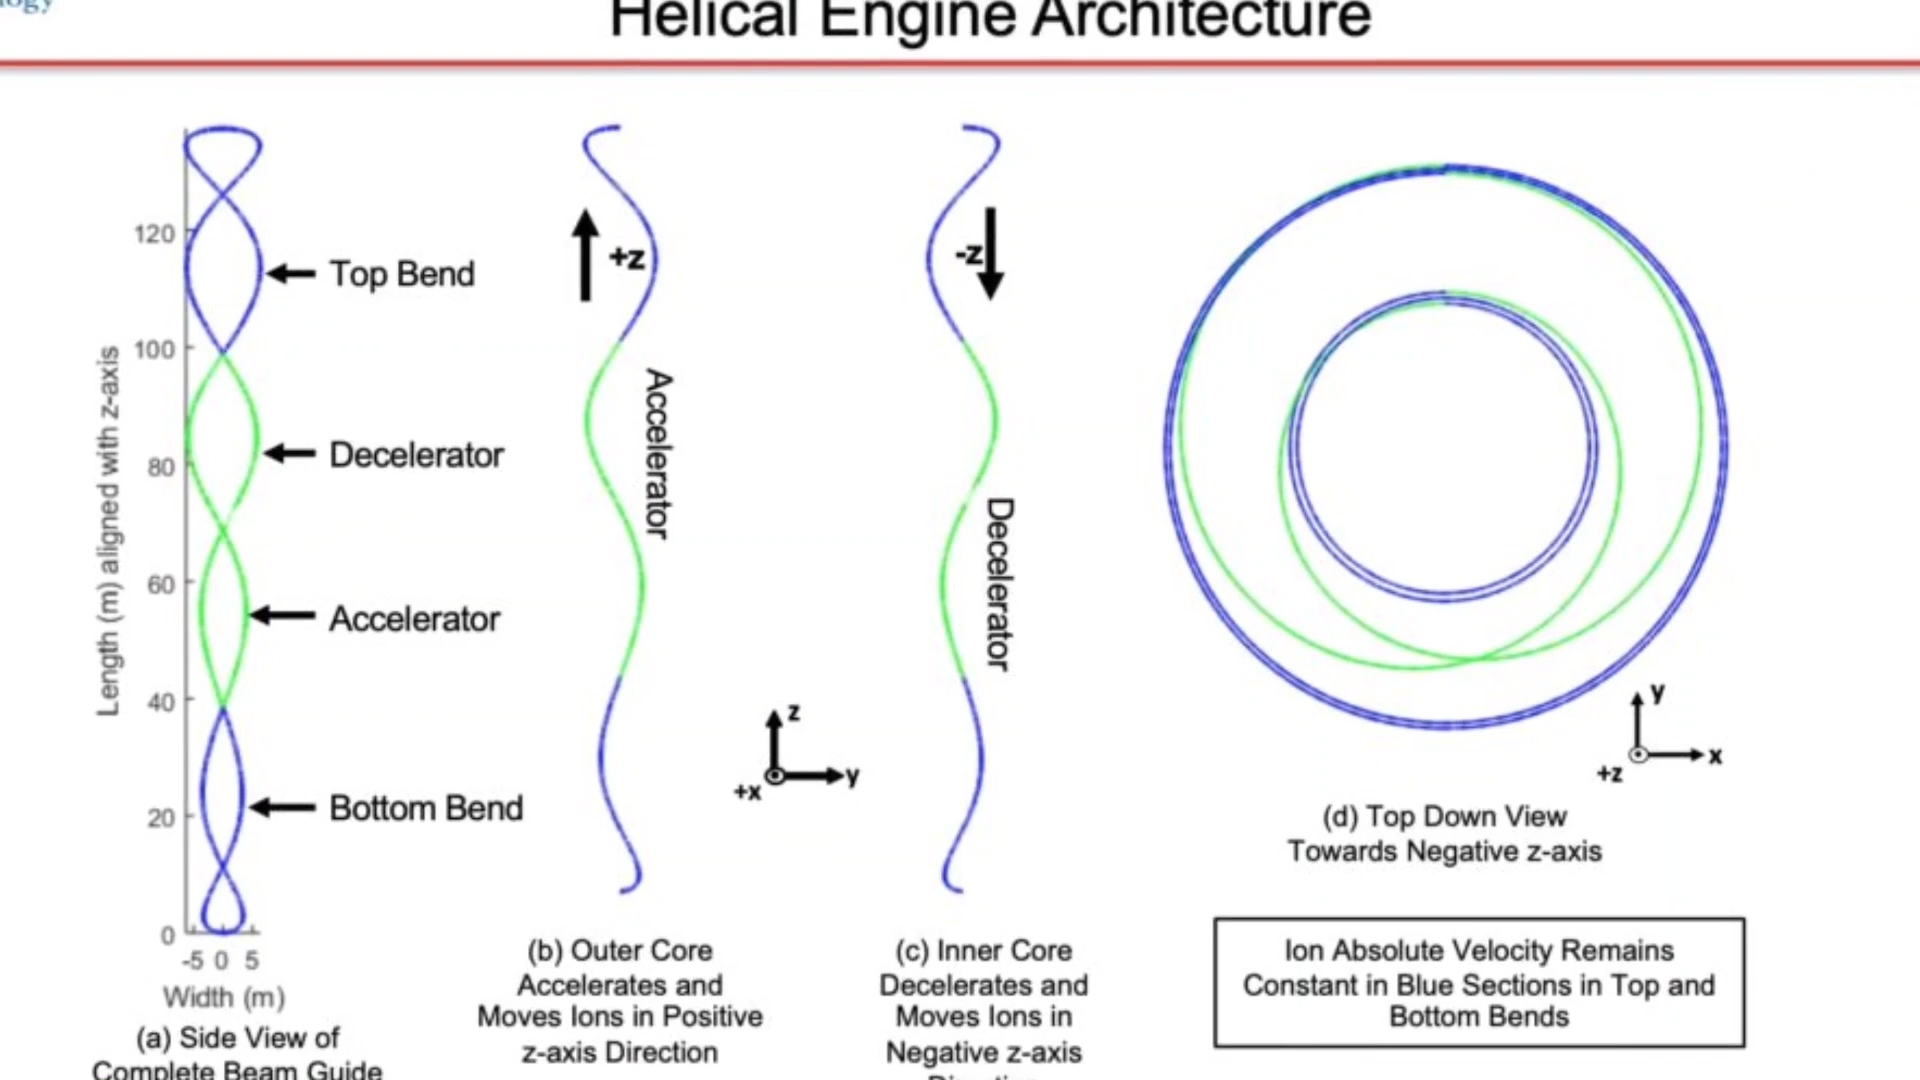 Helical Engine Architecture
120
100
80
60
40
20
0
-5 0 5
Length (m) aligned with z-axis
Width (m)
Top Bend
Decelerator
Accelerator
Bottom Bend
(a) Side View of
Complete Beam Guide
+z
Accelerator
z
y
+x
(b) Outer Core
Accelerates and
Moves Ions in Positive
z-axis Direction
-z
Decelerator
(c) Inner Core
Decelerates and
Moves Ions in
Negative z-axis
y
x
+z
(d) Top Down View
Towards Negative z-axis
Ion Absolute Velocity Remains
Constant in Blue Sections in Top and
Bottom Bends